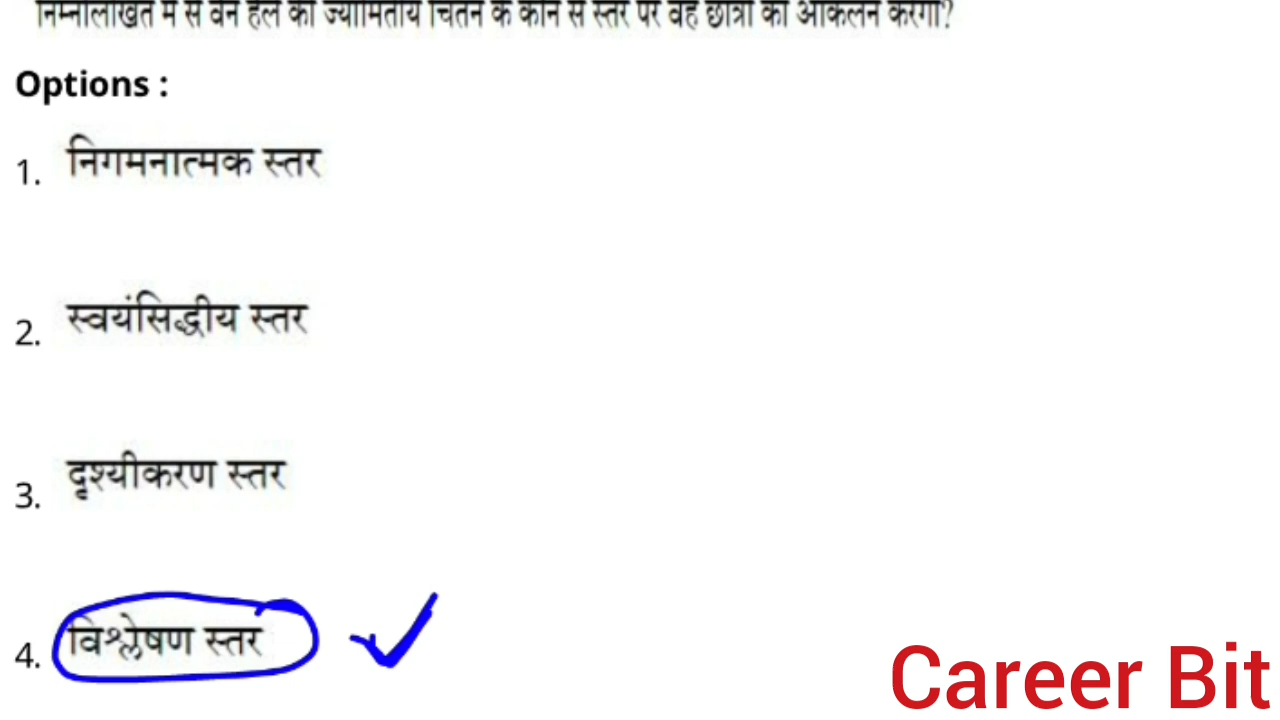 निम्नलिखित में से वैन हैले की ज्यामितीय चिंतन के कौन से स्तर पर वह छात्रों का आकलन करेगा?
Options :
1. निगमनात्मक स्तर
2. स्वयंसिद्धीय स्तर
3. दृश्यीकरण स्तर
4. विश्लेषण स्तर
Career Bit